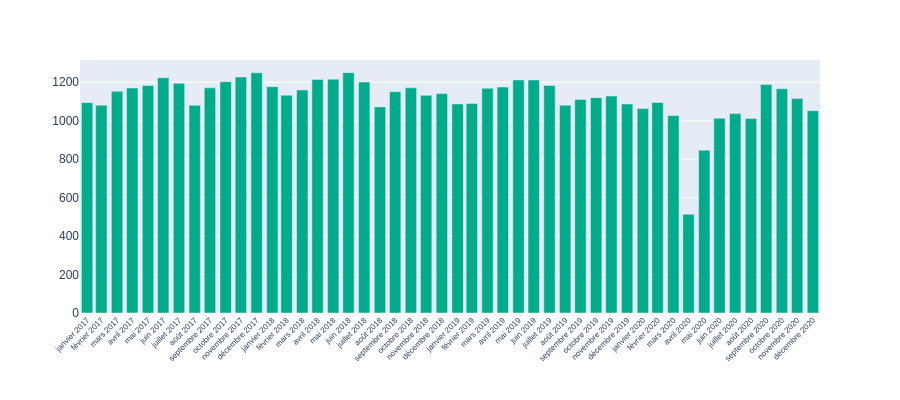 1200
1000
800
600
400
200
0
janvier 2017
février 2017
mars 2017
avril 2017
mai 2017
juin 2017
juillet 2017
août 2017
septembre 2017
octobre 2017
novembre 2017
décembre 2017
janvier 2018
février 2018
mars 2018
avril 2018
mai 2018
juin 2018
juillet 2018
août 2018
septembre 2018
octobre 2018
novembre 2018
décembre 2018
janvier 2019
février 2019
mars 2019
avril 2019
mai 2019
juin 2019
juillet 2019
août 2019
septembre 2019
octobre 2019
novembre 2019
décembre 2019
janvier 2020
février 2020
mars 2020
avril 2020
mai 2020
juin 2020
juillet 2020
août 2020
septembre 2020
octobre 2020
novembre 2020
décembre 2020